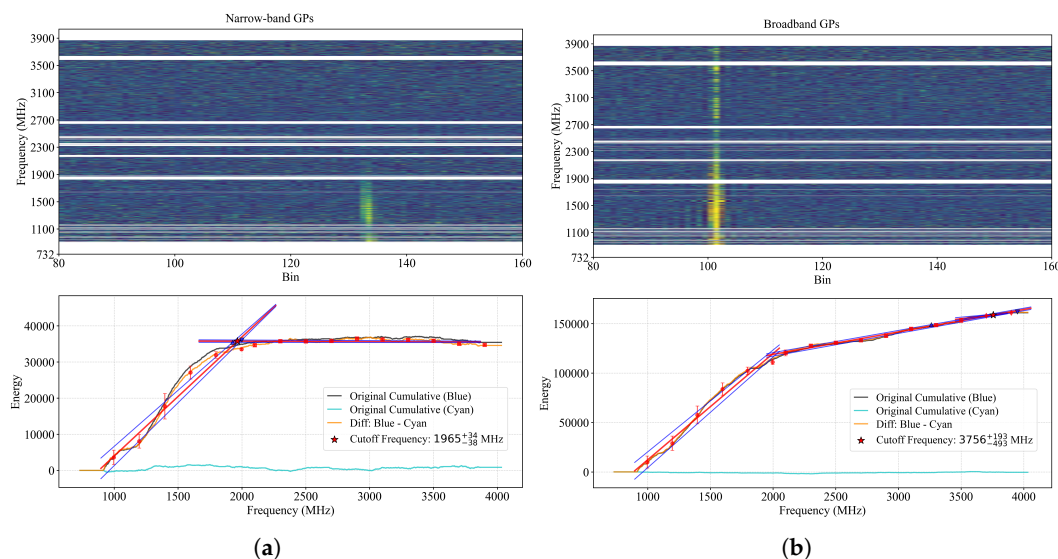 Narrow-band GPs
3900
3500
2700
2300
1900
1500
1100
732
80
100
120
140
160
Frequency (MHz)
Bin
40000
30000
20000
10000
0
1000
1500
2000
2500
3000
3500
4000
Energy
Frequency (MHz)
Original Cumulative (Blue)
Original Cumulative (Cyan)
Diff: Blue - Cyan
Cutoff Frequency: 1965+34−38 MHz
(a)
Broadband GPs
3900
3500
2700
2300
1900
1500
1100
732
80
100
120
140
160
Frequency (MHz)
Bin
150000
100000
50000
0
1000
1500
2000
2500
3000
3500
4000
Energy
Frequency (MHz)
Original Cumulative (Blue)
Original Cumulative (Cyan)
Diff: Blue - Cyan
Cutoff Frequency: 3756+193−493 MHz
(b)